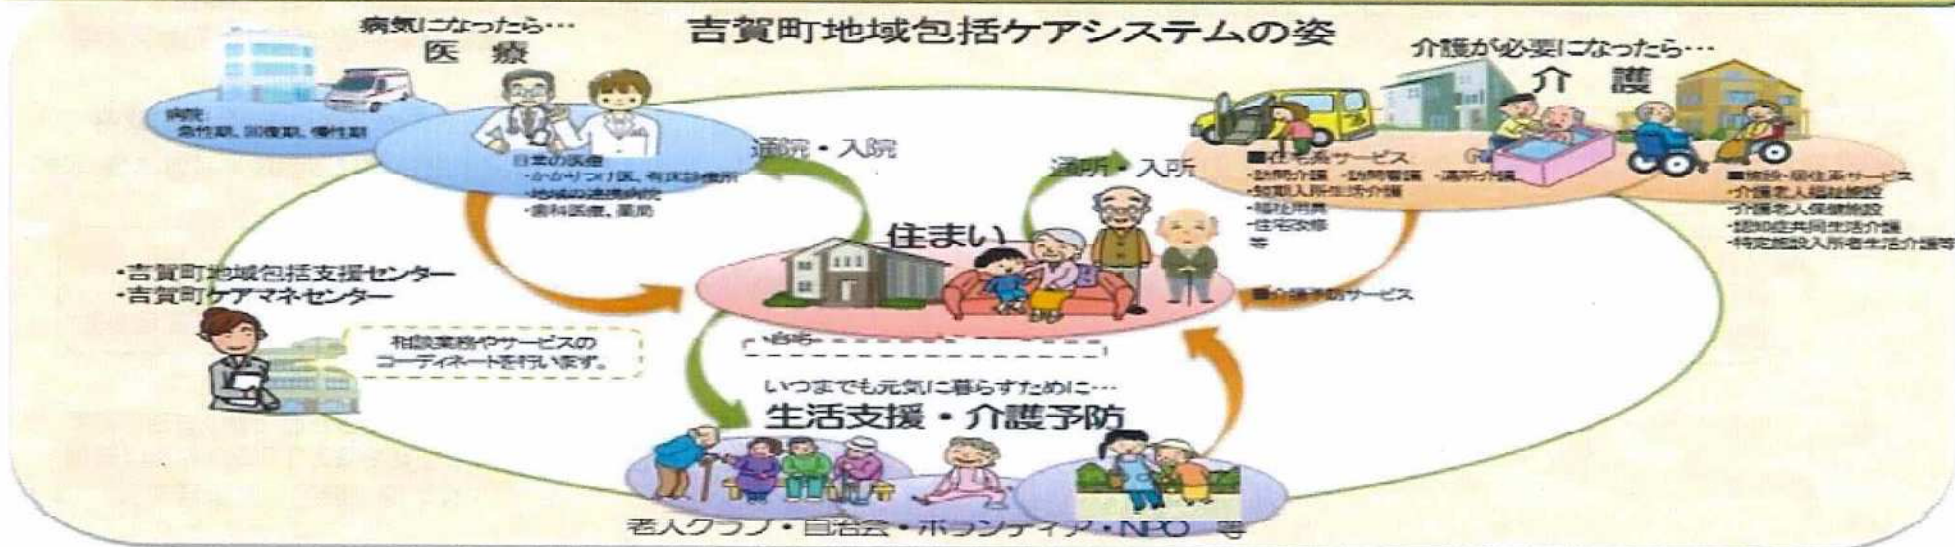 吉賀町地域包括ケアシステムの姿
病気になったら…
医療
病院:
急性期、回復期、慢性期
日常の医療
・かかりつけ医、有床診療所
・地域の連携病院
・歯科医療、薬局
通院・入院
通所・入所
介護が必要になったら…
介護
■在宅系サービス
・訪問介護 ・訪問看護 ・通所介護
・短期入所生活介護
・福祉用具
・住宅改修
等
■施設・居住系サービス
・介護老人福祉施設
・介護老人保健施設
・認知症共同生活介護
・特定施設入所者生活介護等
■介護予防サービス
住まい
・自宅
・吉賀町地域包括支援センター
・吉賀町ケアマネセンター
相談業務やサービスの
コーディネートを行います。
いつまでも元気に暮らすために…
生活支援・介護予防
老人クラブ・自治会・ボランティア・NPO 等